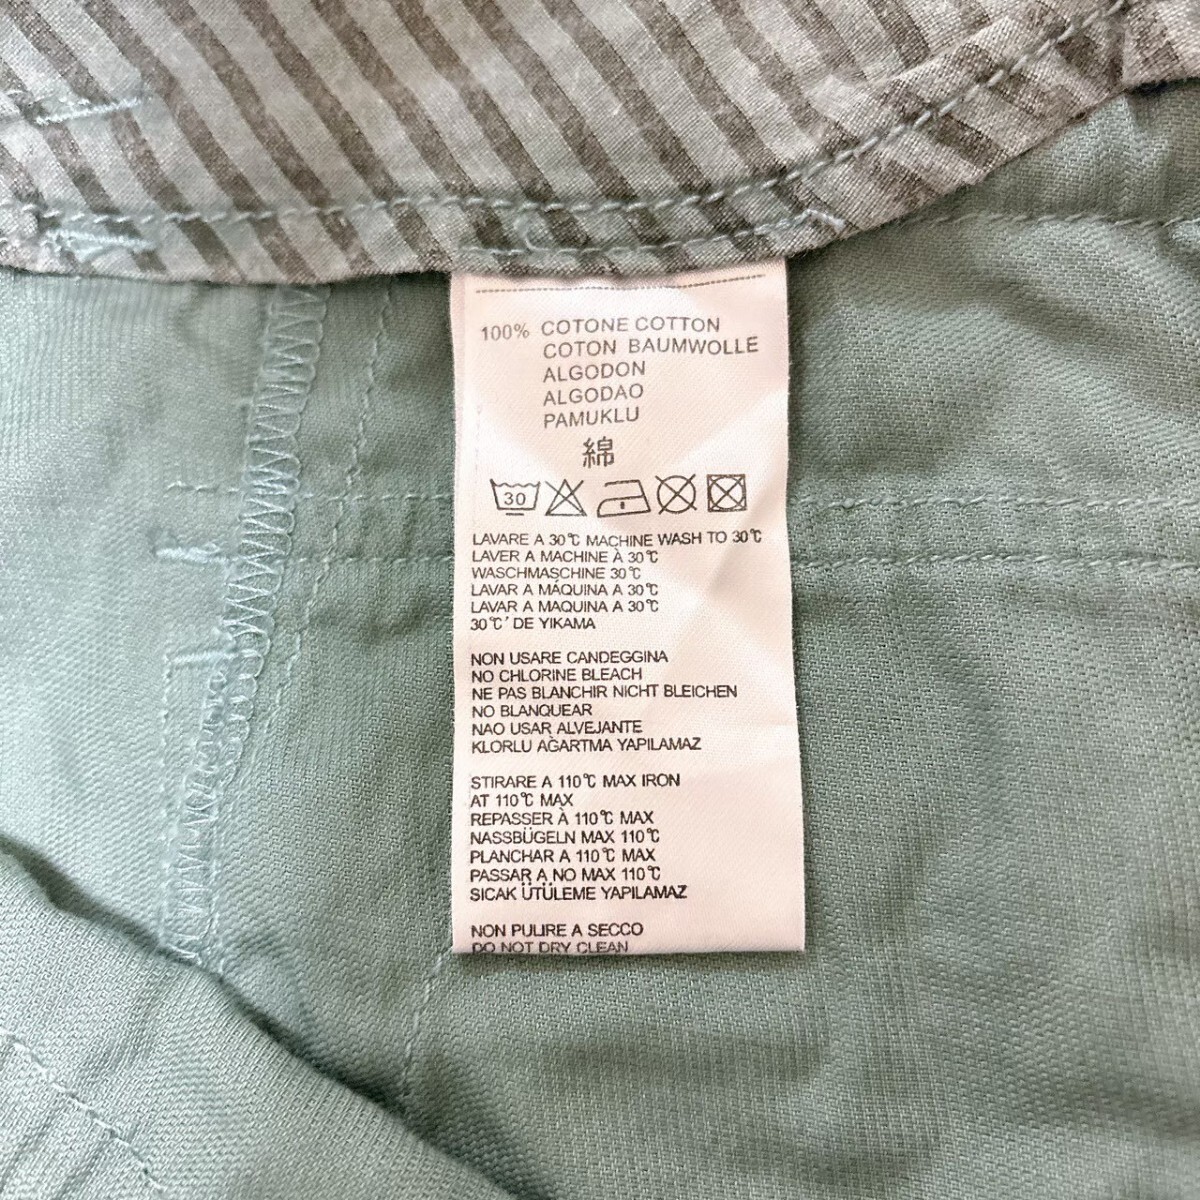 100% COTONE COTTON
COTON BAUMWOLLE
ALGODON
ALGODAO
PAMUKLU
綿
30
LAVARE A 30℃ MACHINE WASH TO 30℃
LAVER A MACHINE À 30℃
WASCHMASCHINE 30℃
LAVAR A MÁQUINA A 30℃
LAVAR A MAQUINA A 30℃
30℃' DE YIKAMA
NON USARE CANDEGGINA
NO CHLORINE BLEACH
NE PAS BLANCHIR NICHT BLEICHEN
NO BLANQUEAR
NAO USAR ALVEJANTE
KLORLU AĞARTMA YAPILAMAZ
STIRARE A 110℃ MAX IRON
AT 110℃ MAX
REPASSER À 110℃ MAX
NASSBÜGELN MAX 110℃
PLANCHAR A 110℃ MAX
PASSAR A NO MAX 110℃
SICAK ÜTÜLEME YAPILAMAZ
NON PULIRE A SECCO
DO NOT DRY CLEAN